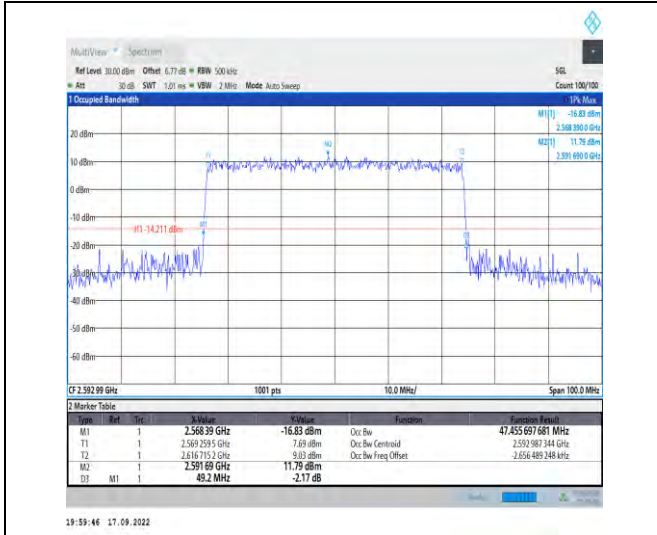 MultiView Spectrum
Ref Level 30.00 dBm Offset 6.77 dB RBW 500 kHz SGL
Att 30 dB SWT 1.01 ms VBW 2 MHz Mode Auto Sweep Count 100/100
1 Occupied Bandwidth 1Pk Max
M1[1] -16.83 dBm
2.568 390 0 GHz
M2[1] 11.79 dBm
2.591 690 0 GHz
20 dBm
M2
10 dBm
0 dBm
-10 dBm
H1 -14.211 dBm M1
-20 dBm
-30 dBm
-40 dBm
-50 dBm
-60 dBm
CF 2.592 99 GHz 1001 pts 10.0 MHz/ Span 100.0 MHz
2 Marker Table
Type Ref Trc X-Value Y-Value Function Function Result
M1 1 2.568 39 GHz -16.83 dBm Occ Bw 47.455 697 681 MHz
T1 1 2.569 259 5 GHz 7.69 dBm Occ Bw Centroid 2.592 987 344 GHz
T2 1 2.616 715 2 GHz 9.03 dBm Occ Bw Freq Offset -2.656 489 248 kHz
M2 1 2.591 69 GHz 11.79 dBm
D3 M1 1 49.2 MHz -2.17 dB
19:59:46 17.09.2022